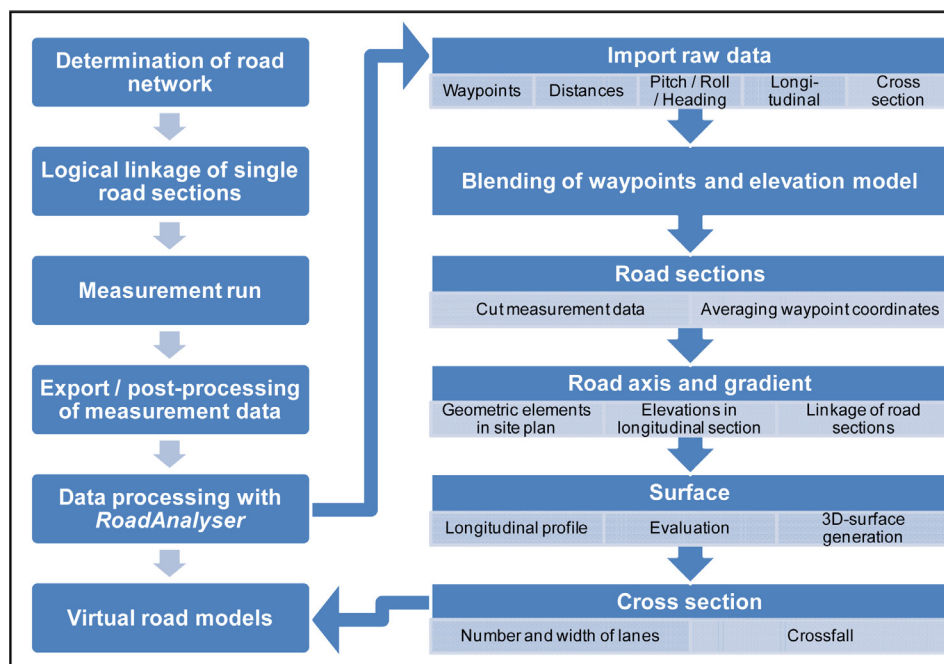 Determination of road
network
Logical linkage of single
road sections
Measurement run
Export / post-processing
of measurement data
Data processing with
RoadAnalyser
Virtual road models
Import raw data
Waypoints
Distances
Pitch / Roll
/ Heading
Longi-
tudinal
Cross
section
Blending of waypoints and elevation model
Road sections
Cut measurement data
Averaging waypoint coordinates
Road axis and gradient
Geometric elements
in site plan
Elevations in
longitudinal section
Linkage of road
sections
Surface
Longitudinal profile
Evaluation
3D-surface
generation
Cross section
Number and width of lanes
Crossfall